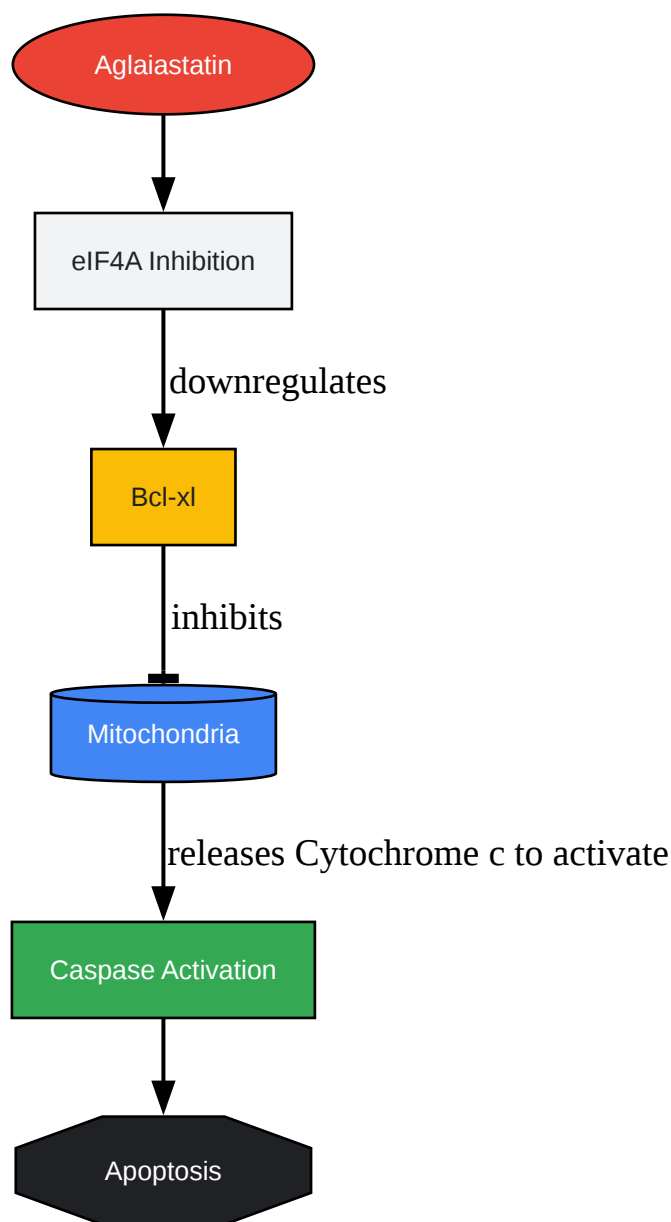 Aglaiastatin
eIF4A Inhibition
downregulates
Bcl-xl
inhibits
Mitochondria
releases Cytochrome c to activate
Caspase Activation
Apoptosis